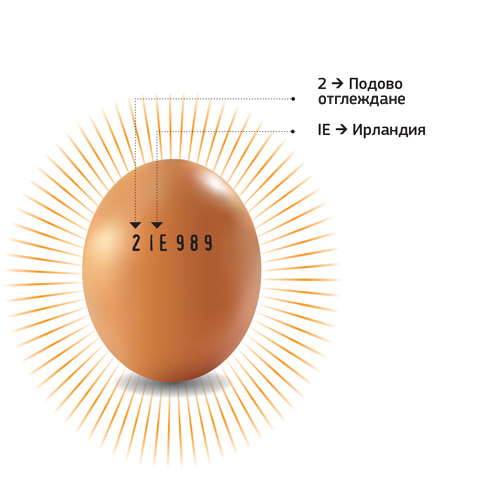 2 → Подово
отглеждане
IE → Ирландия
2 IE 989